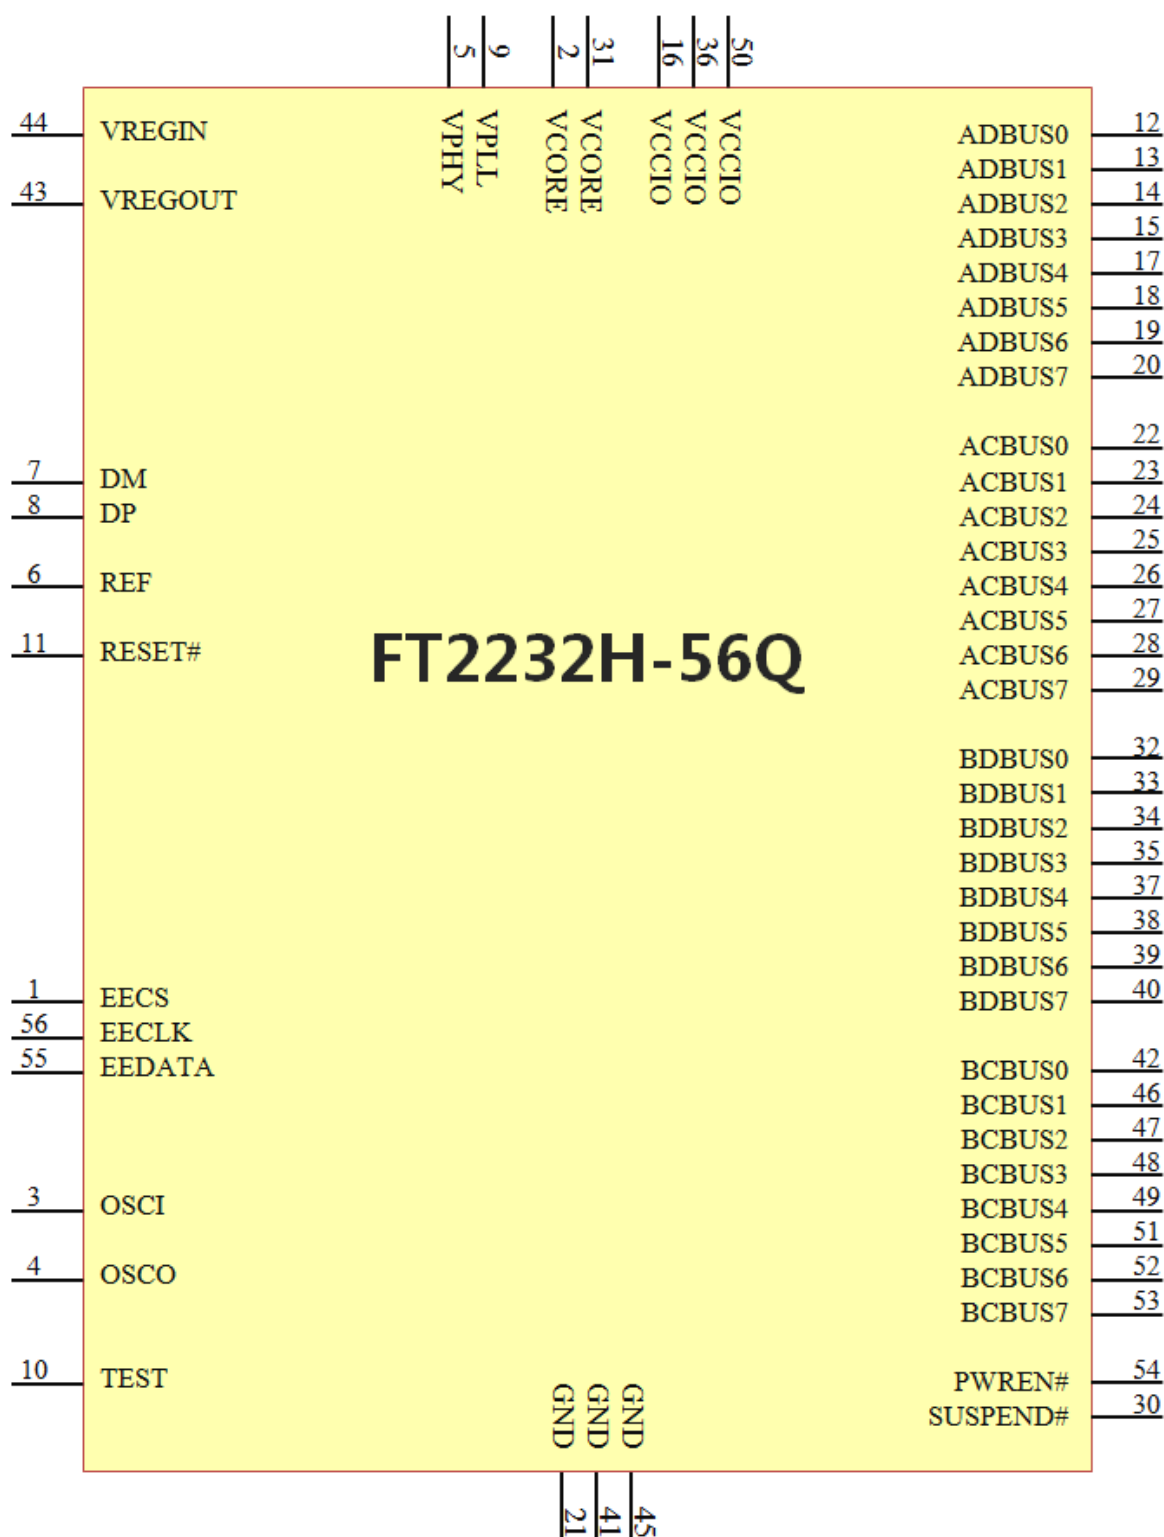 5 9 2 31 16 36 50
VPHY VPLL VCORE VCORE VCCIO VCCIO VCCIO
44 VREGIN
43 VREGOUT
7 DM
8 DP
6 REF
11 RESET#
1 EECS
56 EECLK
55 EEDATA
3 OSCI
4 OSCO
10 TEST
FT2232H-56Q
ADBUS0 12
ADBUS1 13
ADBUS2 14
ADBUS3 15
ADBUS4 17
ADBUS5 18
ADBUS6 19
ADBUS7 20
ACBUS0 22
ACBUS1 23
ACBUS2 24
ACBUS3 25
ACBUS4 26
ACBUS5 27
ACBUS6 28
ACBUS7 29
BDBUS0 32
BDBUS1 33
BDBUS2 34
BDBUS3 35
BDBUS4 37
BDBUS5 38
BDBUS6 39
BDBUS7 40
BCBUS0 42
BCBUS1 46
BCBUS2 47
BCBUS3 48
BCBUS4 49
BCBUS5 51
BCBUS6 52
BCBUS7 53
PWREN# 54
SUSPEND# 30
GND GND GND
21 41 45